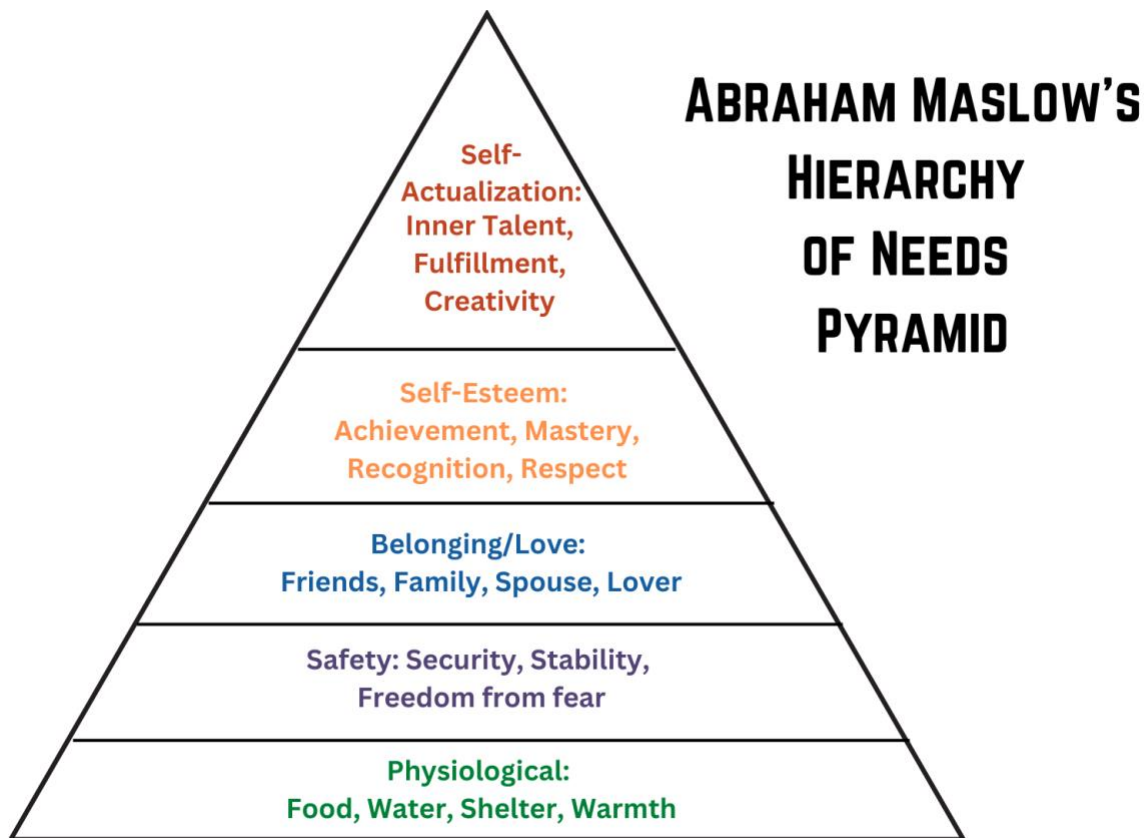 ABRAHAM MASLOW'S
HIERARCHY
OF NEEDS
PYRAMID
Self-
Actualization:
Inner Talent,
Fulfillment,
Creativity
Self-Esteem:
Achievement, Mastery,
Recognition, Respect
Belonging/Love:
Friends, Family, Spouse, Lover
Safety: Security, Stability,
Freedom from fear
Physiological:
Food, Water, Shelter, Warmth